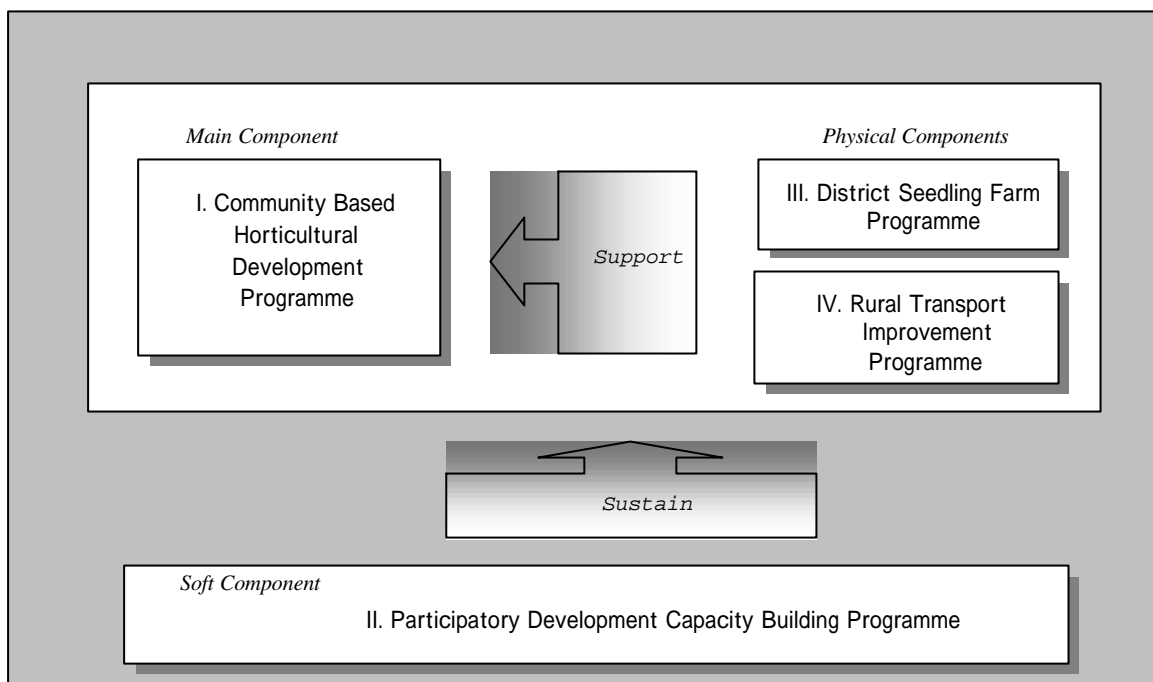 Main Component
I. Community Based
Horticultural
Development
Programme
Support
Physical Components
III. District Seedling Farm
Programme
IV. Rural Transport
Improvement
Programme
Sustain
Soft Component
II. Participatory Development Capacity Building Programme